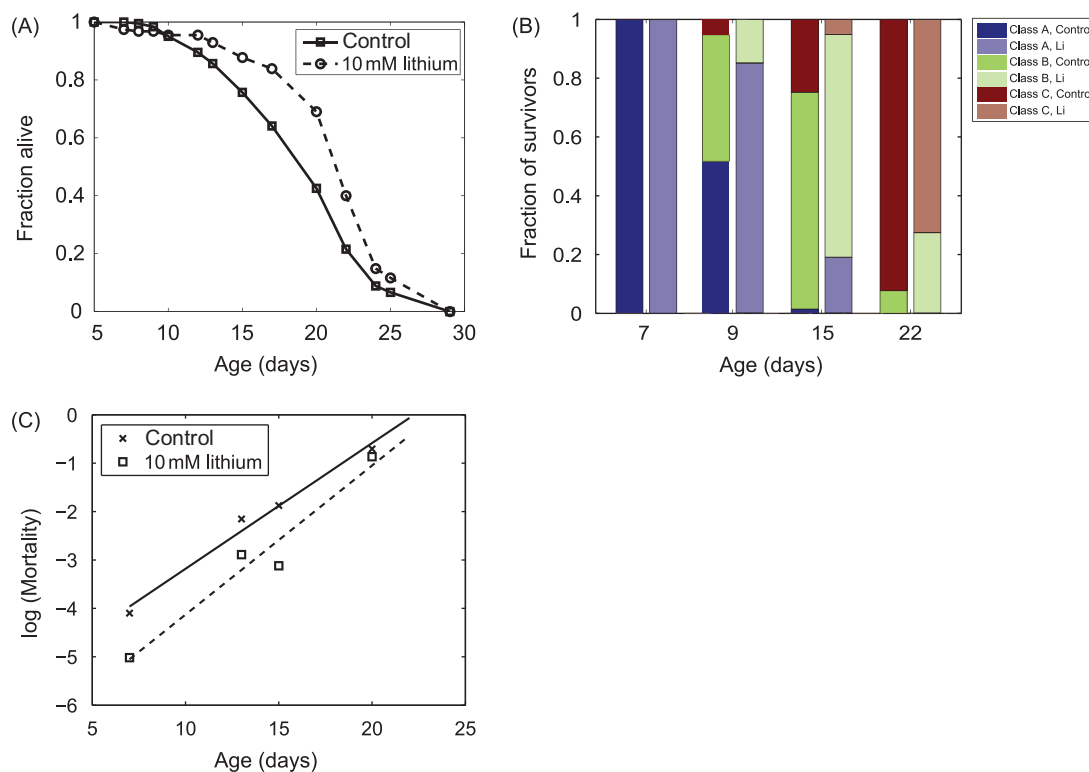 (A)
1
0.8
0.6
0.4
0.2
0
Fraction alive
Control
10 mM lithium
5 10 15 20 25 30
Age (days)
(B)
1
0.8
0.6
0.4
0.2
0
Fraction of survivors
7 9 15 22
Age (days)
Class A, Control
Class A, Li
Class B, Control
Class B, Li
Class C, Control
Class C, Li
(C)
0
−1
−2
−3
−4
−5
−6
log (Mortality)
Control
10 mM lithium
5 10 15 20 25
Age (days)